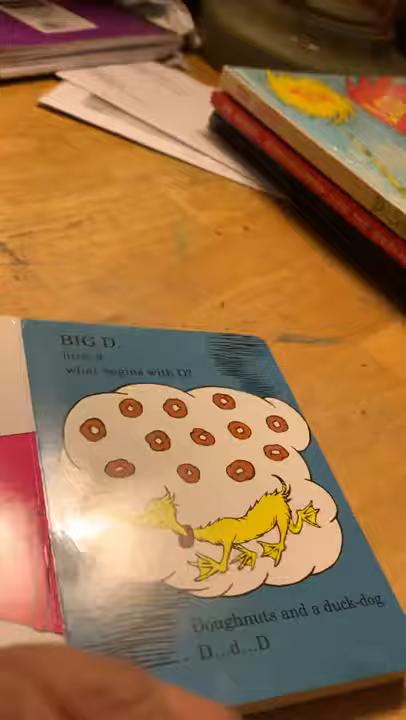 BIG D.
little d
what begins with D?
Doughnuts and a duck-dog
D...d...D